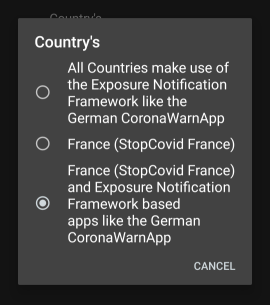 Country's
Country's
All Countries make use of
the Exposure Notification
Framework like the
German CoronaWarnApp
France (StopCovid France)
France (StopCovid France)
and Exposure Notification
Framework based
apps like the German
CoronaWarnApp
CANCEL